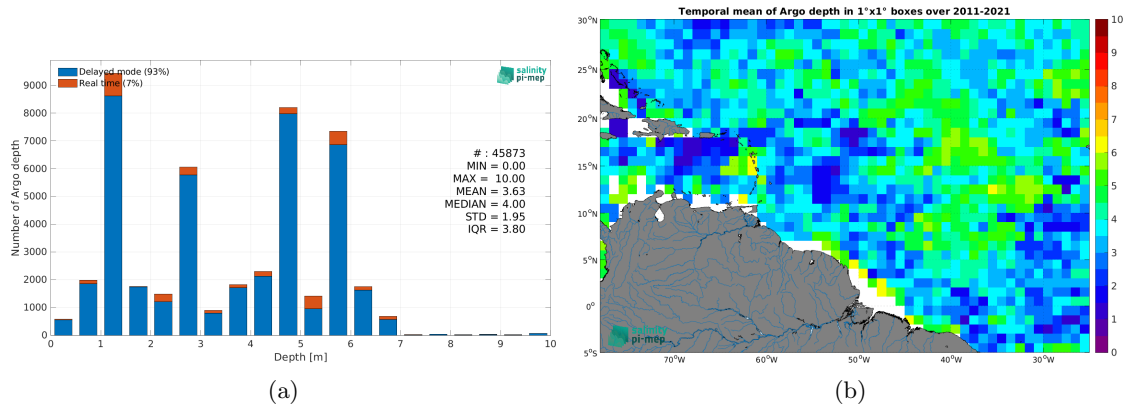 Delayed mode (93%)
Real time (7%)
salinity
pi-mep
9000
8000
7000
6000
5000
4000
3000
2000
1000
0
Number of Argo depth
# : 45873
MIN = 0.00
MAX = 10.00
MEAN = 3.63
MEDIAN = 4.00
STD = 1.95
IQR = 3.80
0 1 2 3 4 5 6 7 8 9 10
Depth [m]
(a)
Temporal mean of Argo depth in 1°x1° boxes over 2011-2021
30°N
25°N
20°N
15°N
10°N
5°N
0°
5°S
70°W 60°W 50°W 40°W 30°W
salinity
pi-mep
10
9
8
7
6
5
4
3
2
1
0
(b)